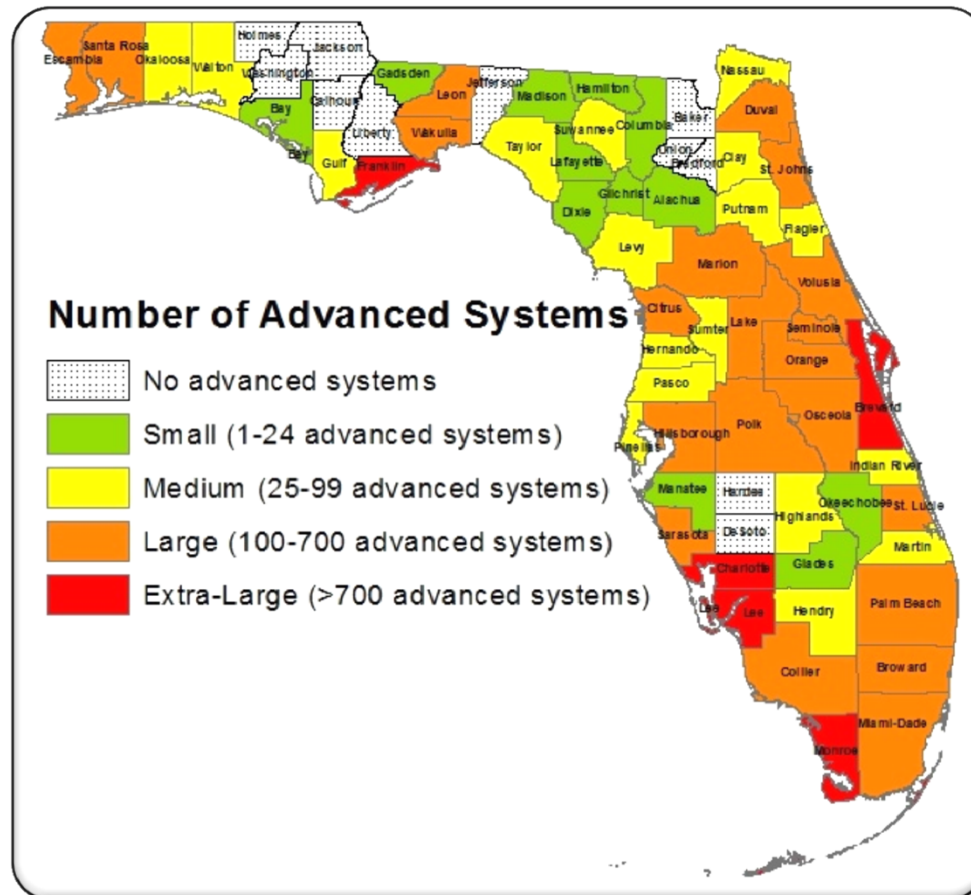 Holmes
Jackson
Santa Rosa
Escambia
Okaloosa
Walton
Washington
Gadsden
Leon
Jefferson
Madison
Hamilton
Nassau
Bay
Calhoun
Liberty
Wakulla
Taylor
Suwannee
Columbia
Baker
Duval
Bay
Gulf
Franklin
Lafayette
Union
Bradford
Clay
St. Johns
Dixie
Gilchrist
Alachua
Putnam
Flagler
Levy
Marion
Volusia
Number of Advanced Systems
Citrus
Sumter
Lake
Seminole
Hernando
Orange
No advanced systems
Pasco
Brevard
Osceola
Polk
Small (1-24 advanced systems)
Pinellas
Hillsborough
Indian River
Medium (25-99 advanced systems)
Manatee
Hardee
Highlands
Okeechobee
St. Lucie
Large (100-700 advanced systems)
Sarasota
DeSoto
Martin
Charlotte
Glades
Extra-Large (>700 advanced systems)
Lee
Lee
Hendry
Palm Beach
Collier
Broward
Miami-Dade
Monroe